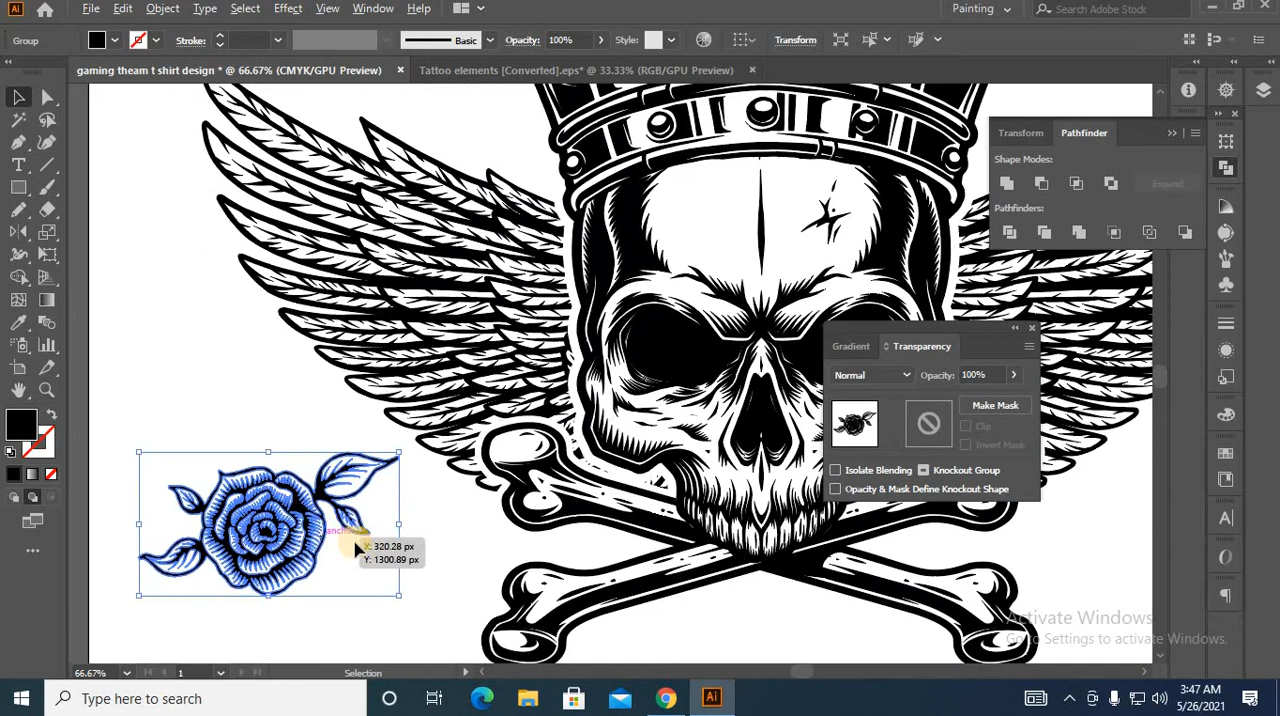 Ai File Edit Object Type Select Effect View Window Help Painting Search Adobe Stock
Group Stroke: Basic Opacity: 100% Style: Transform
gaming theam t shirt design * @ 66.67% (CMYK/GPU Preview) Tattoo elements [Converted].eps* @ 33.33% (RGB/GPU Preview)
Transform Pathfinder
Shape Modes:
Expand
Pathfinders:
Gradient Transparency
Normal Opacity: 100%
Make Mask
Clip
Invert Mask
Isolate Blending Knockout Group
Opacity & Mask Define Knockout Shape
X: 320.28 px
Y: 1300.89 px
Activate Windows
Go to Settings to activate Windows.
66.67% 1 Selection
Type here to search Ai 3:47 AM
5/26/2021